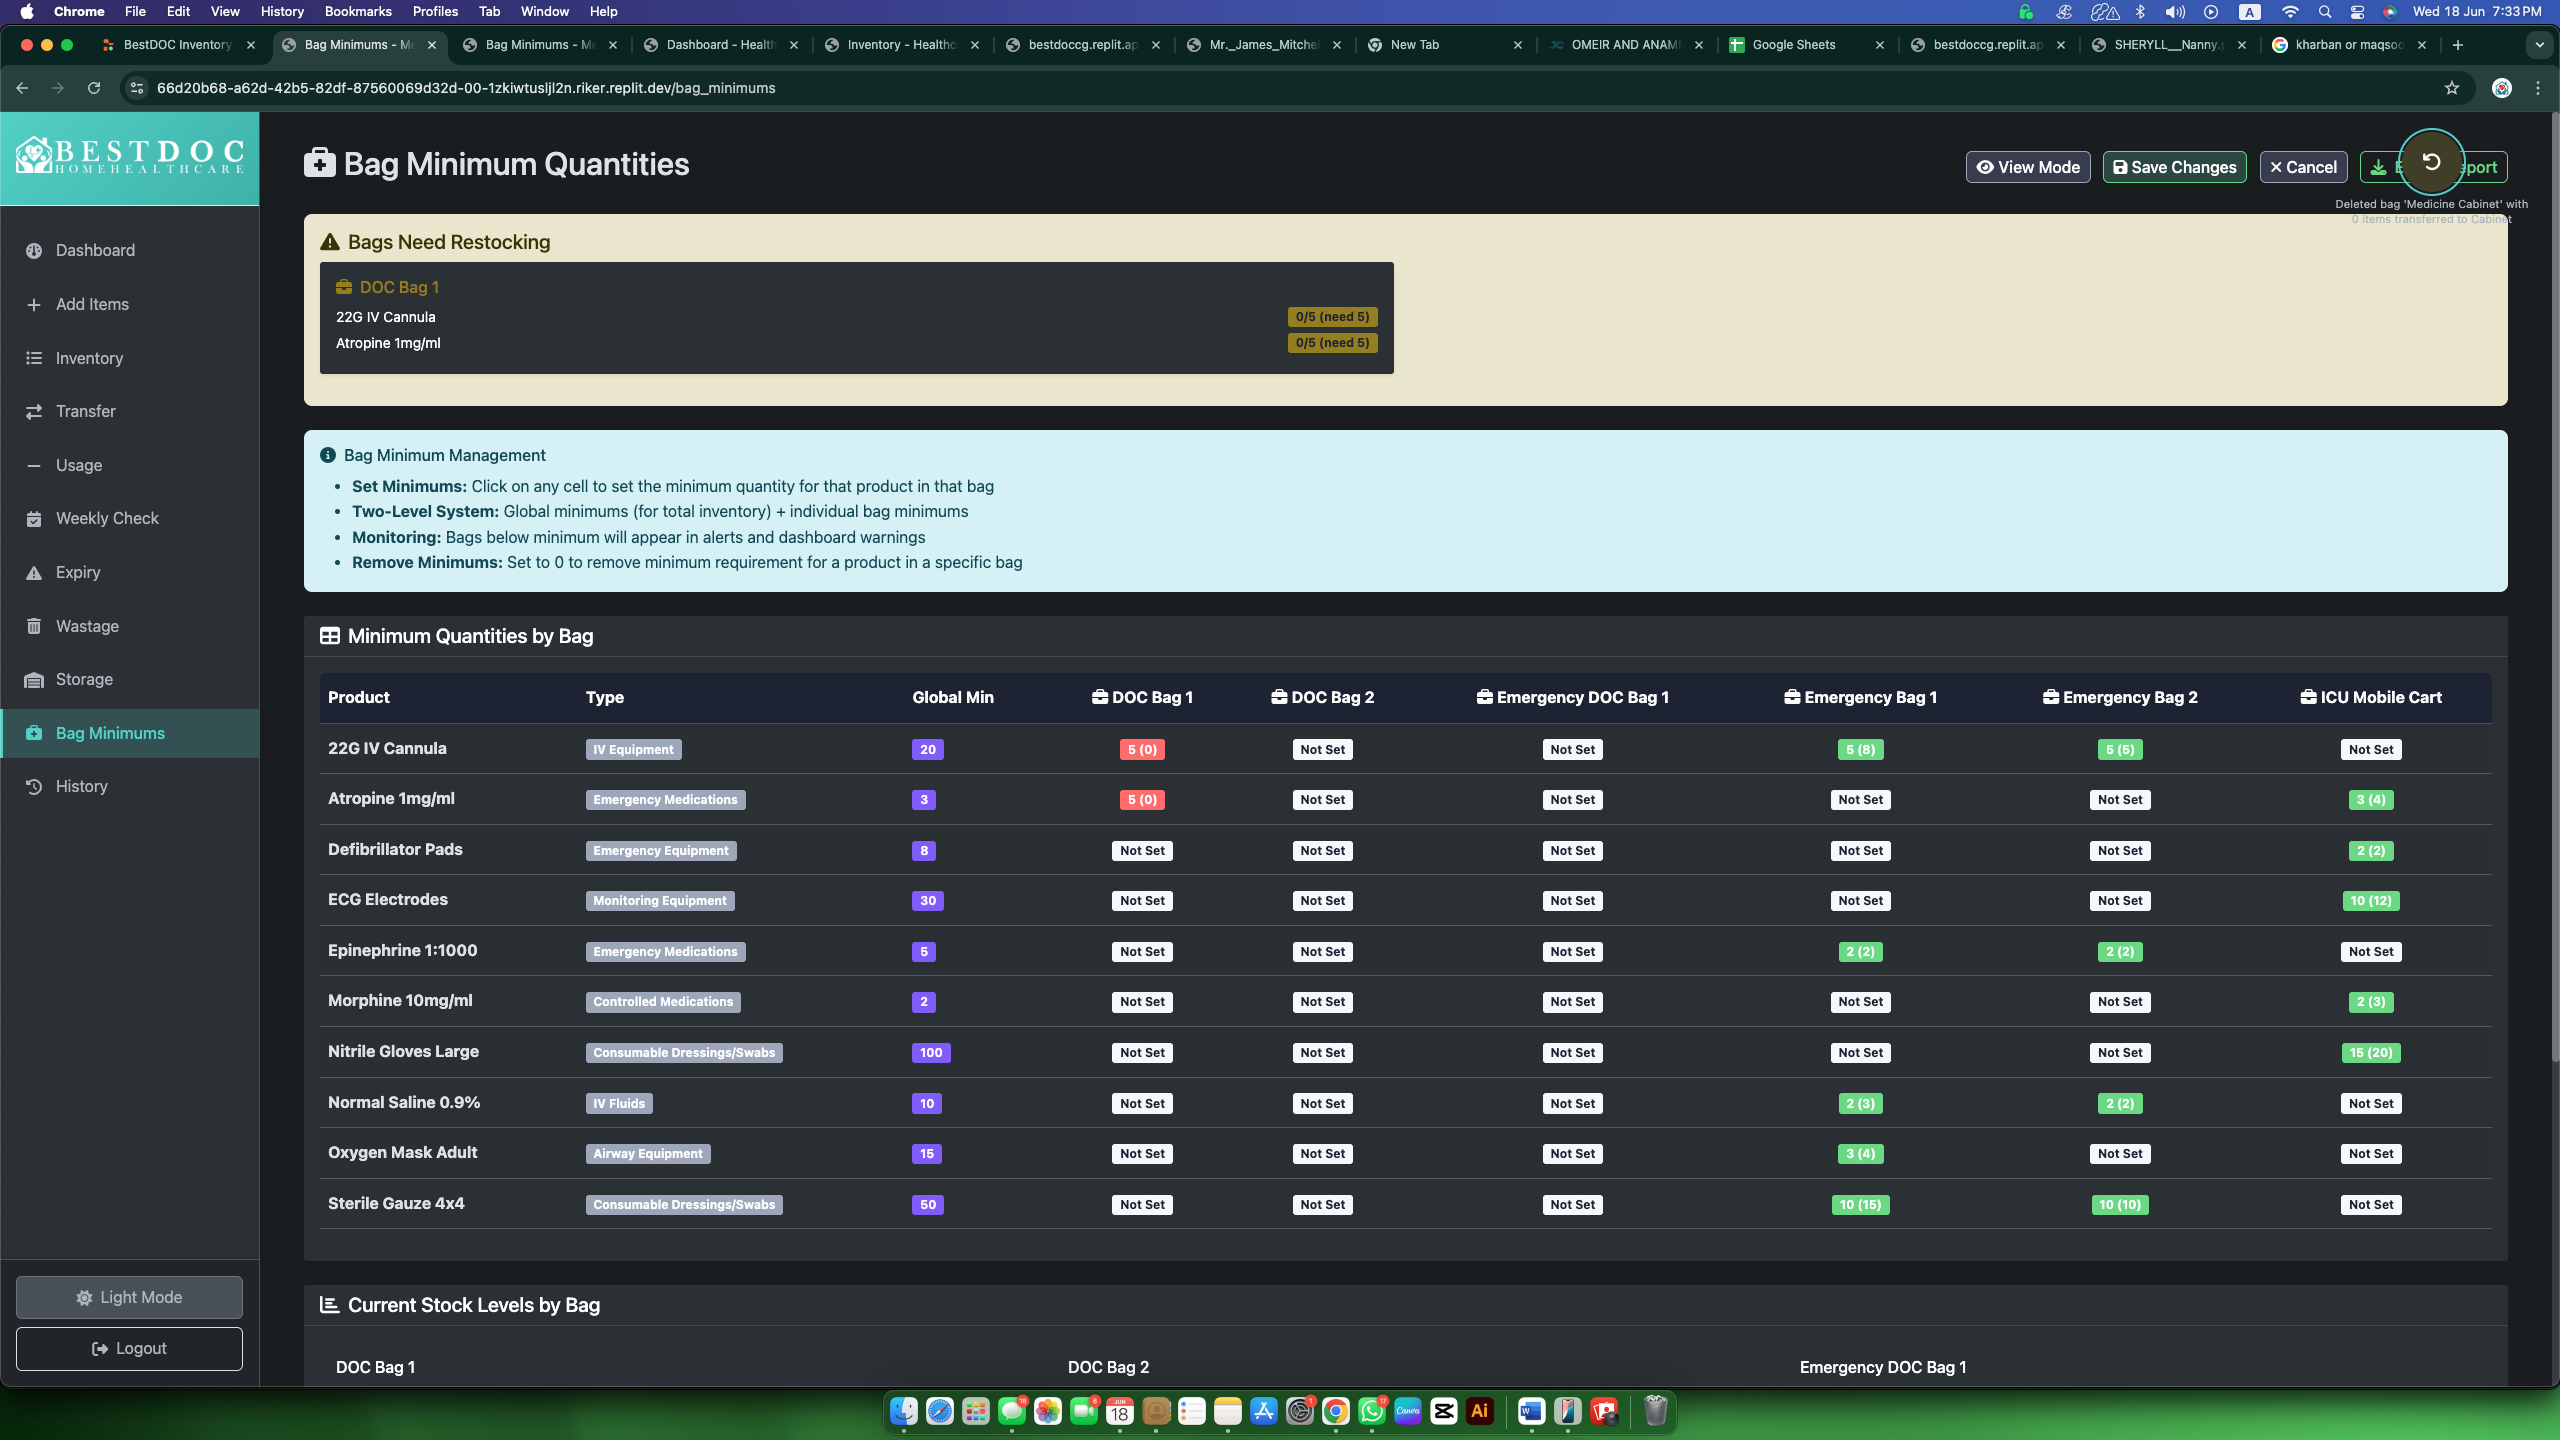 Chrome File Edit View History Bookmarks Profiles Tab Window Help
A Wed 18 Jun 7:33 PM
BestDOC Inventory
Bag Minimums - Me
Bag Minimums - Me
Dashboard - Health
Inventory - Healthc
bestdoccg.replit.ap
Mr._James_Mitche
New Tab
OMEIR AND ANAM
Google Sheets
bestdoccg.replit.ap
SHERYLL__Nanny.
kharban or maqsoo
66d20b68-a62d-42b5-82df-87560069d32d-00-1zkiwtusljl2n.riker.replit.dev/bag_minimums
BESTDOC
HOMEHEALTHCARE
Dashboard
Add Items
Inventory
Transfer
Usage
Weekly Check
Expiry
Wastage
Storage
Bag Minimums
History
Light Mode
Logout
Bag Minimum Quantities
View Mode Save Changes Cancel E port
Deleted bag 'Medicine Cabinet' with
0 items transferred to Cabinet
Bags Need Restocking
DOC Bag 1
22G IV Cannula 0/5 (need 5)
Atropine 1mg/ml 0/5 (need 5)
Bag Minimum Management
• Set Minimums: Click on any cell to set the minimum quantity for that product in that bag
• Two-Level System: Global minimums (for total inventory) + individual bag minimums
• Monitoring: Bags below minimum will appear in alerts and dashboard warnings
• Remove Minimums: Set to 0 to remove minimum requirement for a product in a specific bag
Minimum Quantities by Bag
Product Type Global Min DOC Bag 1 DOC Bag 2 Emergency DOC Bag 1 Emergency Bag 1 Emergency Bag 2 ICU Mobile Cart
22G IV Cannula IV Equipment 20 5 (0) Not Set Not Set 5 (8) 5 (5) Not Set
Atropine 1mg/ml Emergency Medications 3 5 (0) Not Set Not Set Not Set Not Set 3 (4)
Defibrillator Pads Emergency Equipment 8 Not Set Not Set Not Set Not Set Not Set 2 (2)
ECG Electrodes Monitoring Equipment 30 Not Set Not Set Not Set Not Set Not Set 10 (12)
Epinephrine 1:1000 Emergency Medications 5 Not Set Not Set Not Set 2 (2) 2 (2) Not Set
Morphine 10mg/ml Controlled Medications 2 Not Set Not Set Not Set Not Set Not Set 2 (3)
Nitrile Gloves Large Consumable Dressings/Swabs 100 Not Set Not Set Not Set Not Set Not Set 15 (20)
Normal Saline 0.9% IV Fluids 10 Not Set Not Set Not Set 2 (3) 2 (2) Not Set
Oxygen Mask Adult Airway Equipment 15 Not Set Not Set Not Set 3 (4) Not Set Not Set
Sterile Gauze 4x4 Consumable Dressings/Swabs 50 Not Set Not Set Not Set 10 (15) 10 (10) Not Set
Current Stock Levels by Bag
DOC Bag 1 DOC Bag 2 Emergency DOC Bag 1
JUN
18
Canva
Ai